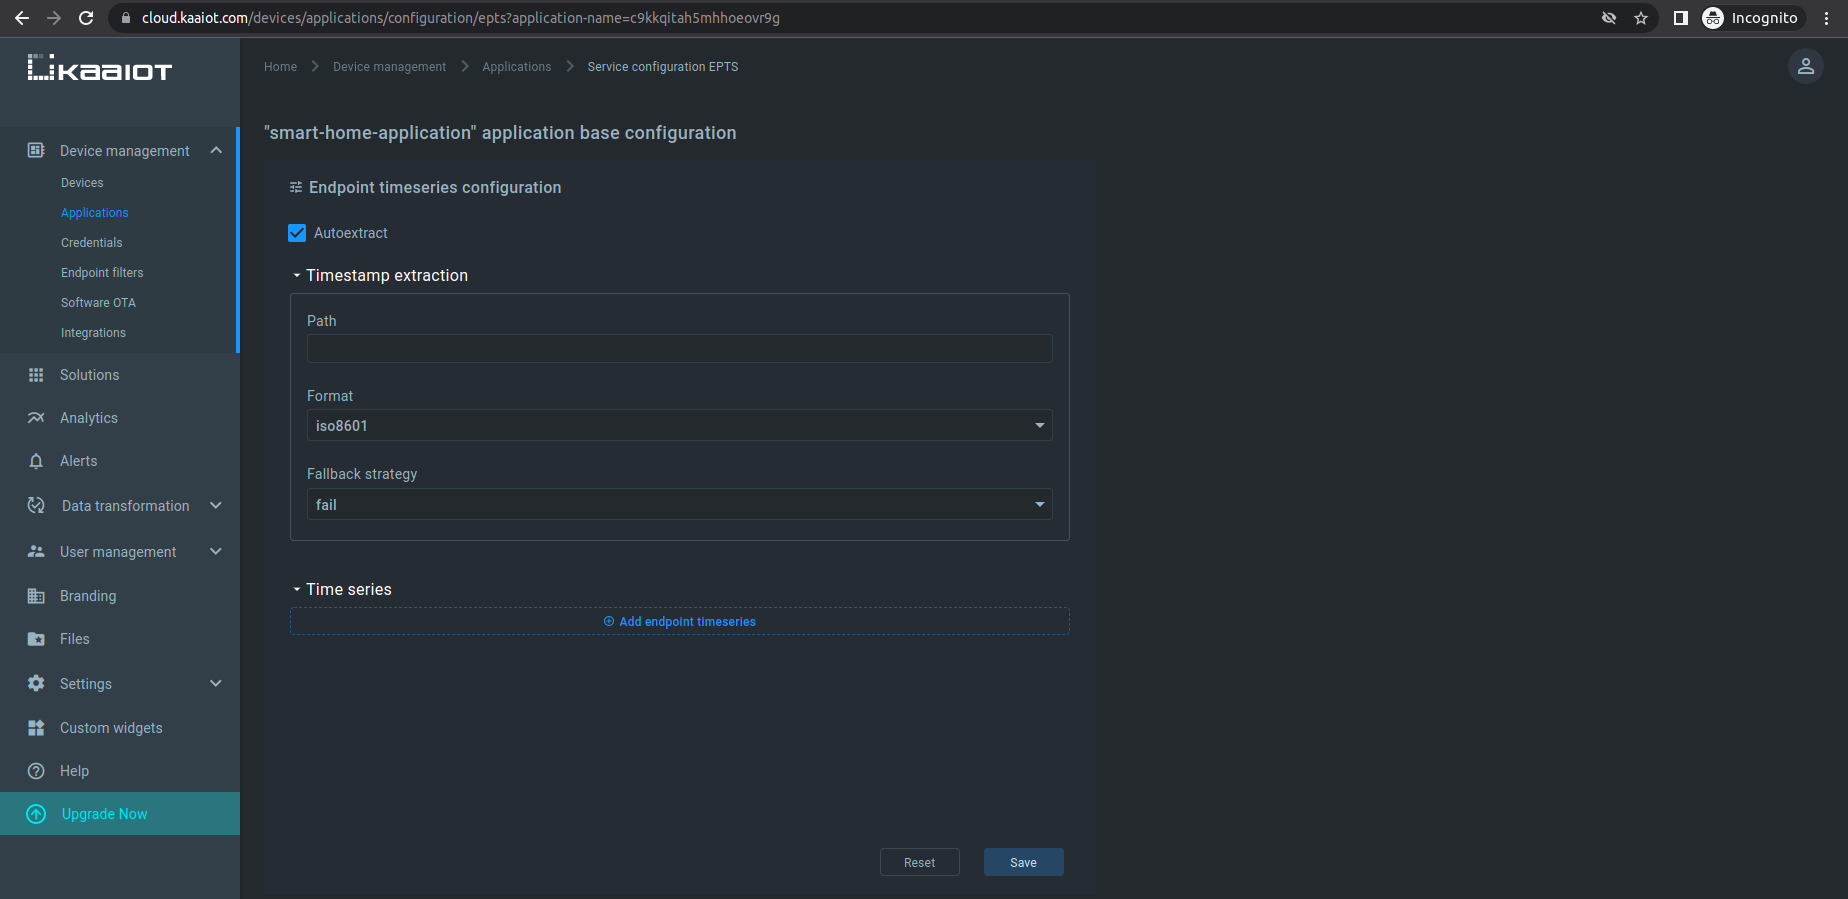 cloud.kaaiot.com/devices/applications/configuration/epts?application-name=c9kkqitah5mhhoeovr9g
Incognito
KAAIOT
Home
Device management
Applications
Service configuration EPTS
Device management
Devices
Applications
Credentials
Endpoint filters
Software OTA
Integrations
Solutions
Analytics
Alerts
Data transformation
User management
Branding
Files
Settings
Custom widgets
Help
Upgrade Now
"smart-home-application" application base configuration
Endpoint timeseries configuration
Autoextract
Timestamp extraction
Path
Format
iso8601
Fallback strategy
fail
Time series
Add endpoint timeseries
Reset
Save